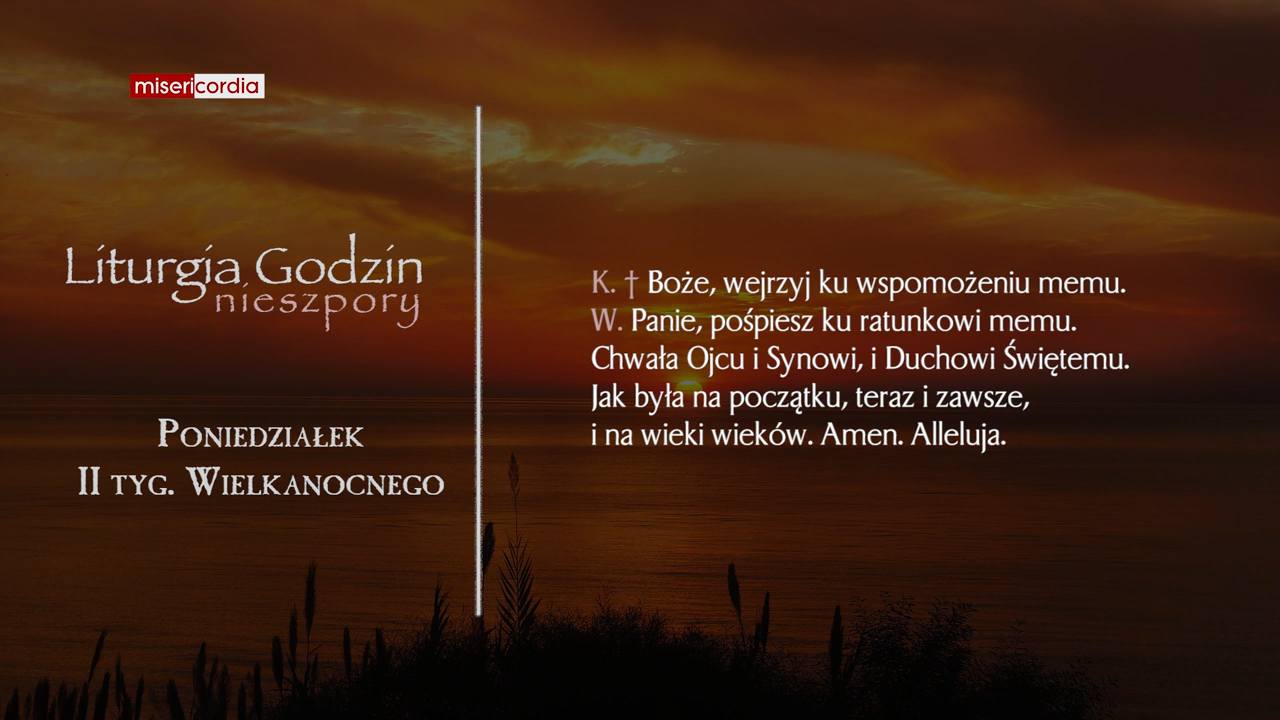 misericordia
Liturgia Godzin
nieszpory
Poniedziałek
II tyg. Wielkanocnego
K. † Boże, wejrzyj ku wspomożeniu memu.
W. Panie, pośpiesz ku ratunkowi memu.
Chwała Ojcu i Synowi, i Duchowi Świętemu.
Jak była na początku, teraz i zawsze,
i na wieki wieków. Amen. Alleluja.